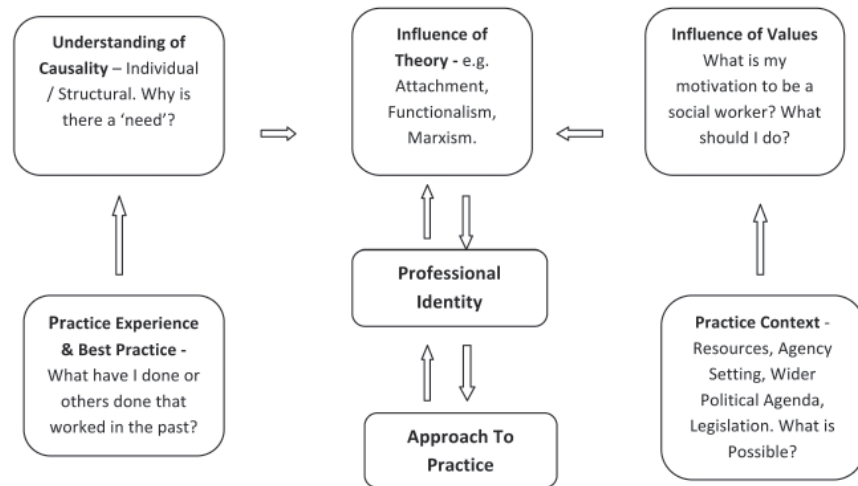 Understanding of
Causality – Individual
/ Structural. Why is
there a ‘need’?
Influence of
Theory - e.g.
Attachment,
Functionalism,
Marxism.
Influence of Values
What is my
motivation to be a
social worker? What
should I do?
Professional
Identity
Practice Experience
& Best Practice -
What have I done or
others done that
worked in the past?
Approach To
Practice
Practice Context -
Resources, Agency
Setting, Wider
Political Agenda,
Legislation. What is
Possible?